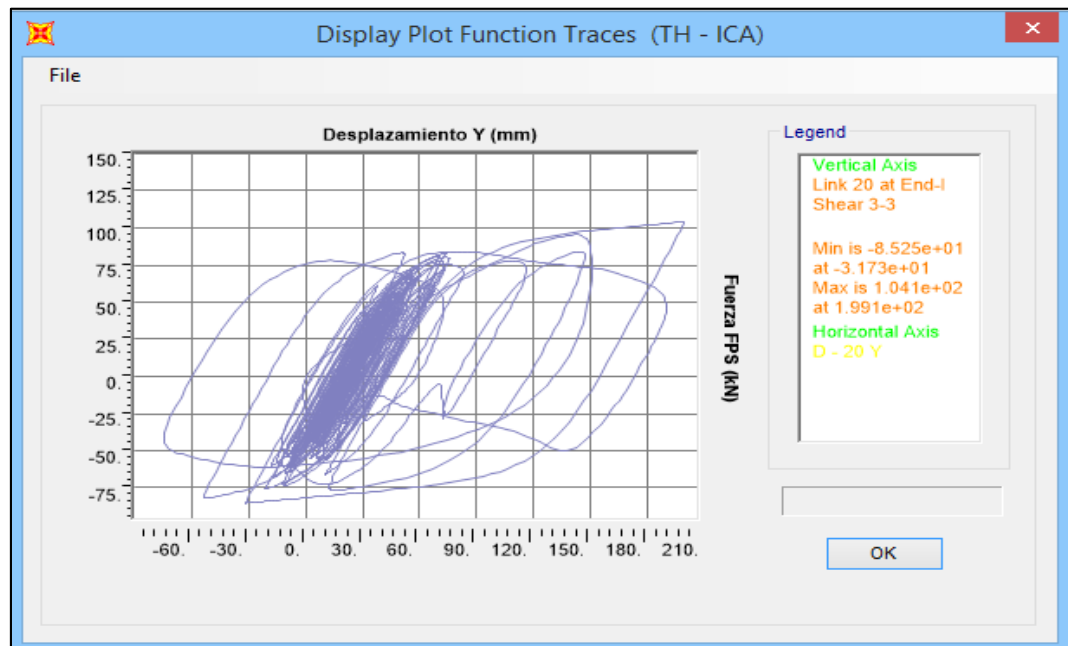 Display Plot Function Traces (TH - ICA)
File
Desplazamiento Y (mm)
150.
125.
100.
75.
50.
25.
0.
-25.
-50.
-75.
-60. -30. 0. 30. 60. 90. 120. 150. 180. 210.
Fuerza FPS (kN)
Legend
Vertical Axis
Link 20 at End-I
Shear 3-3
Min is -8.525e+01
at -3.173e+01
Max is 1.041e+02
at 1.991e+02
Horizontal Axis
D - 20 Y
OK